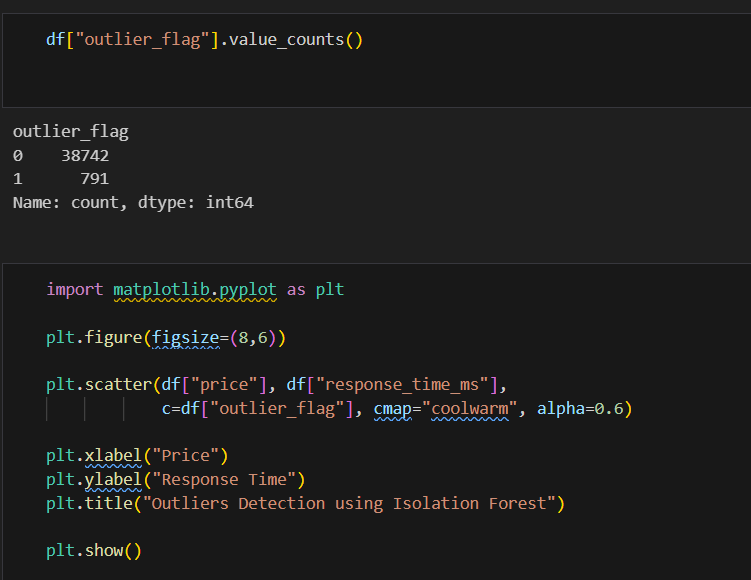 df["outlier_flag"].value_counts()
outlier_flag
0    38742
1      791
Name: count, dtype: int64
import matplotlib.pyplot as plt
plt.figure(figsize=(8,6))
plt.scatter(df["price"], df["response_time_ms"],
            c=df["outlier_flag"], cmap="coolwarm", alpha=0.6)
plt.xlabel("Price")
plt.ylabel("Response Time")
plt.title("Outliers Detection using Isolation Forest")
plt.show()